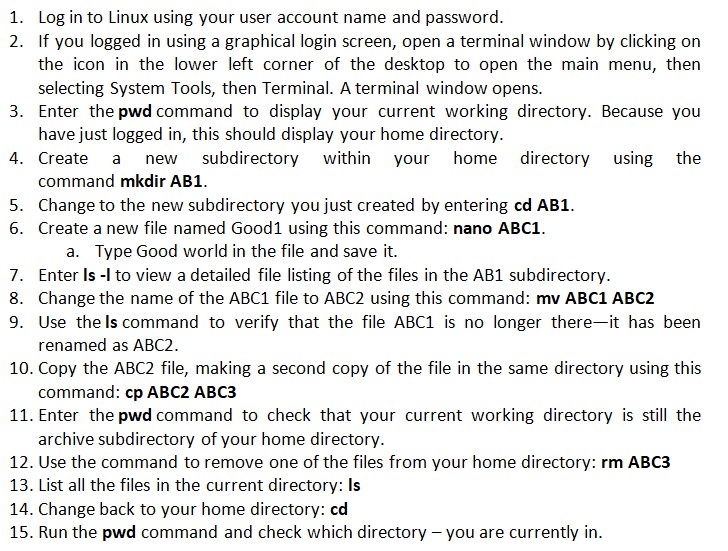 1. Log in to Linux using your user account name and password.
2. If you logged in using a graphical login screen, open a terminal window by clicking on
the icon in the lower left corner of the desktop to open the main menu, then
selecting System Tools, then Terminal. A terminal window opens.
3. Enter the pwd command to display your current working directory. Because you
have just logged in, this should display your home directory.
4. Create a new subdirectory within your home directory using the
command mkdir AB1.
5. Change to the new subdirectory you just created by entering cd AB1.
6. Create a new file named Good1 using this command: nano ABC1.
a. Type Good world in the file and save it.
7. Enter ls -l to view a detailed file listing of the files in the AB1 subdirectory.
8. Change the name of the ABC1 file to ABC2 using this command: mv ABC1 ABC2
9. Use the ls command to verify that the file ABC1 is no longer there—it has been
renamed as ABC2.
10. Copy the ABC2 file, making a second copy of the file in the same directory using this
command: cp ABC2 ABC3
11. Enter the pwd command to check that your current working directory is still the
archive subdirectory of your home directory.
12. Use the command to remove one of the files from your home directory: rm ABC3
13. List all the files in the current directory: ls
14. Change back to your home directory: cd
15. Run the pwd command and check which directory – you are currently in.